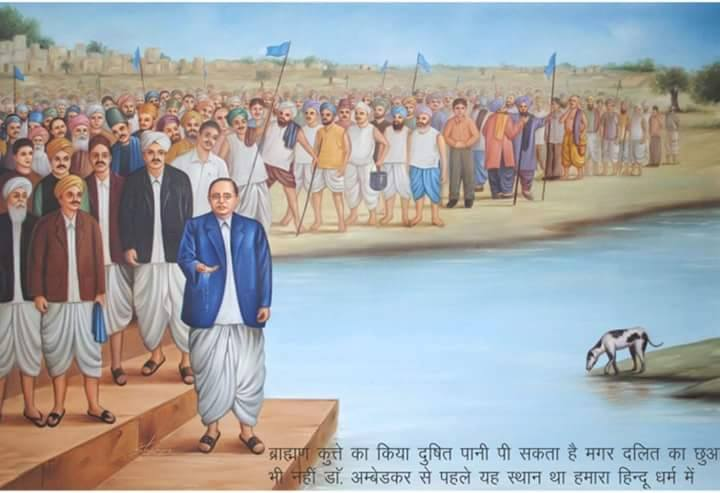 ब्राह्मण कुत्ते का किया दुषित पानी पी सकता है मगर दलित का छुआ
भी नहीं डॉ. अम्बेडकर से पहले यह स्थान था हमारा हिन्दू धर्म में